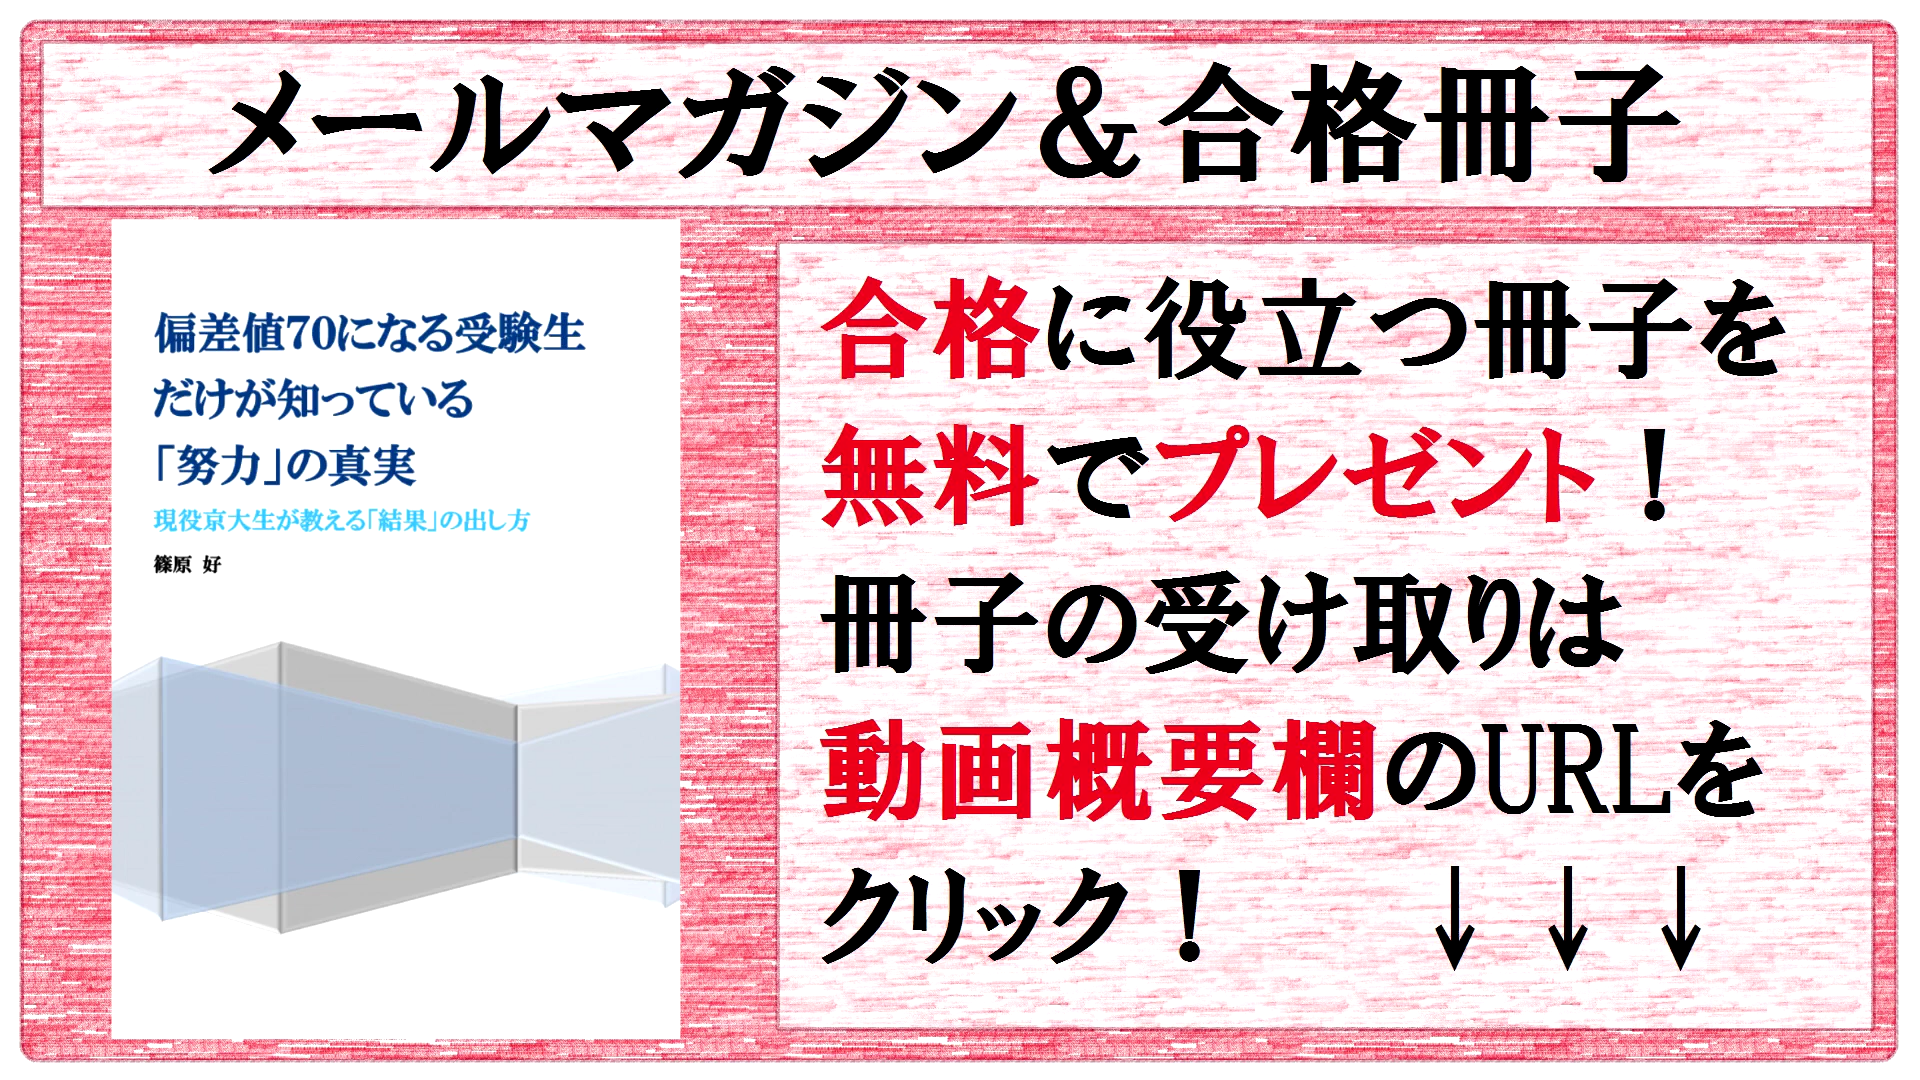 メールマガジン＆合格冊子
偏差値70になる受験生
だけが知っている
「努力」の真実
現役京大生が教える「結果」の出し方
篠原 好
合格に役立つ冊子を
無料でプレゼント！
冊子の受け取りは
動画概要欄のURLを
クリック！ ↓↓↓